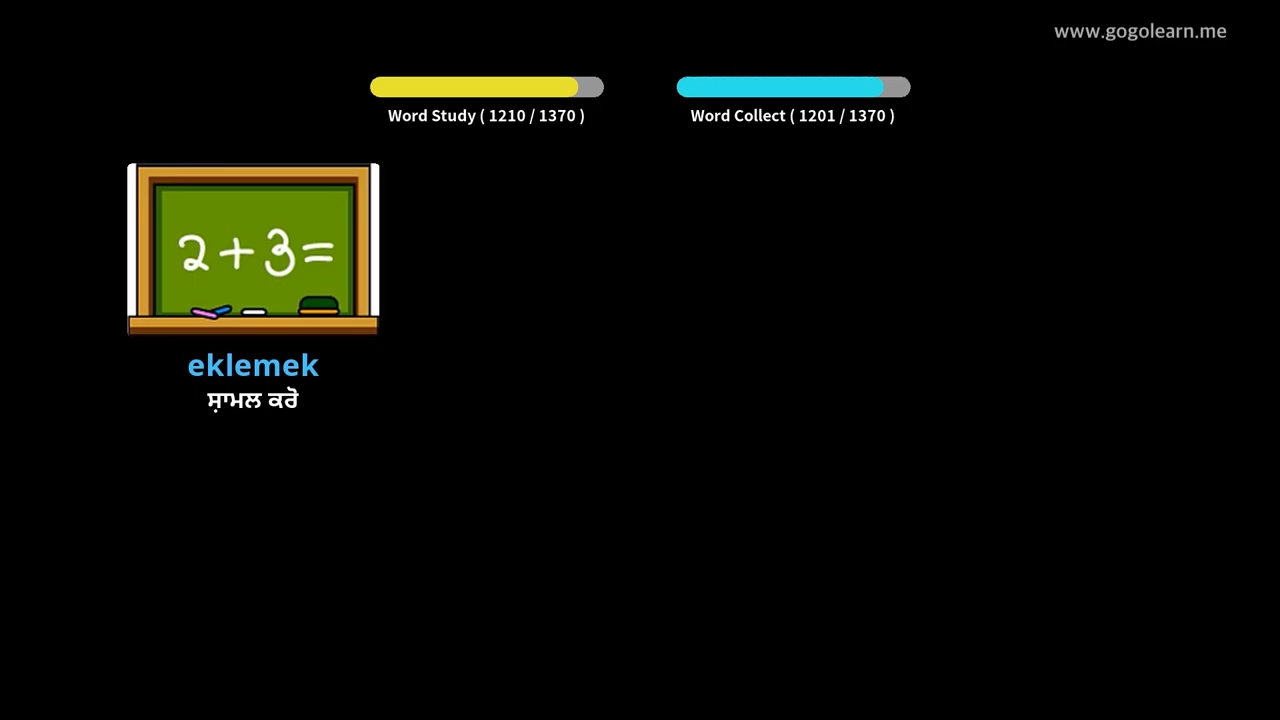 www.gogolearn.me
Word Study ( 1210 / 1370 )
Word Collect ( 1201 / 1370 )
2+3=
eklemek
ਸ਼ਾਮਲ ਕਰੋ